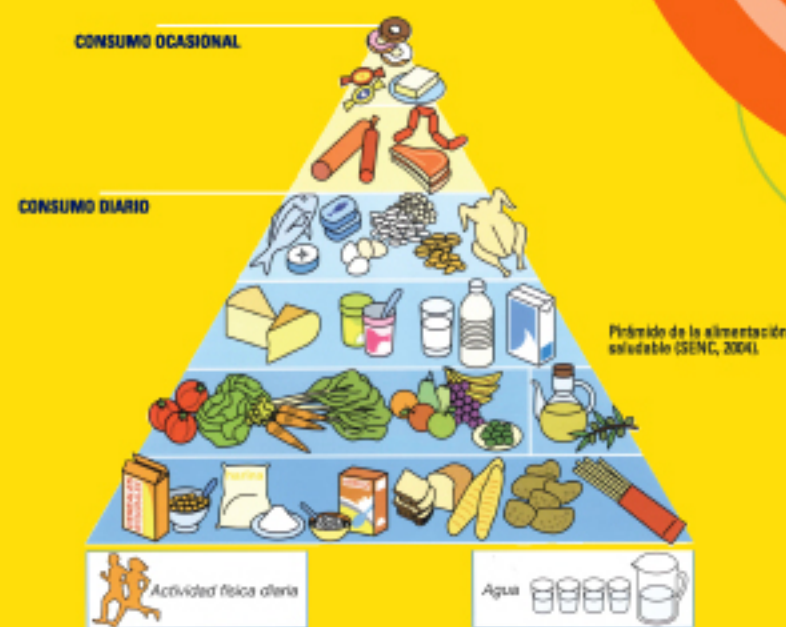 CONSUMO OCASIONAL
CONSUMO DIARIO
Pirámide de la alimentación
saludable (SENC, 2004).
Actividad física diaria
Agua